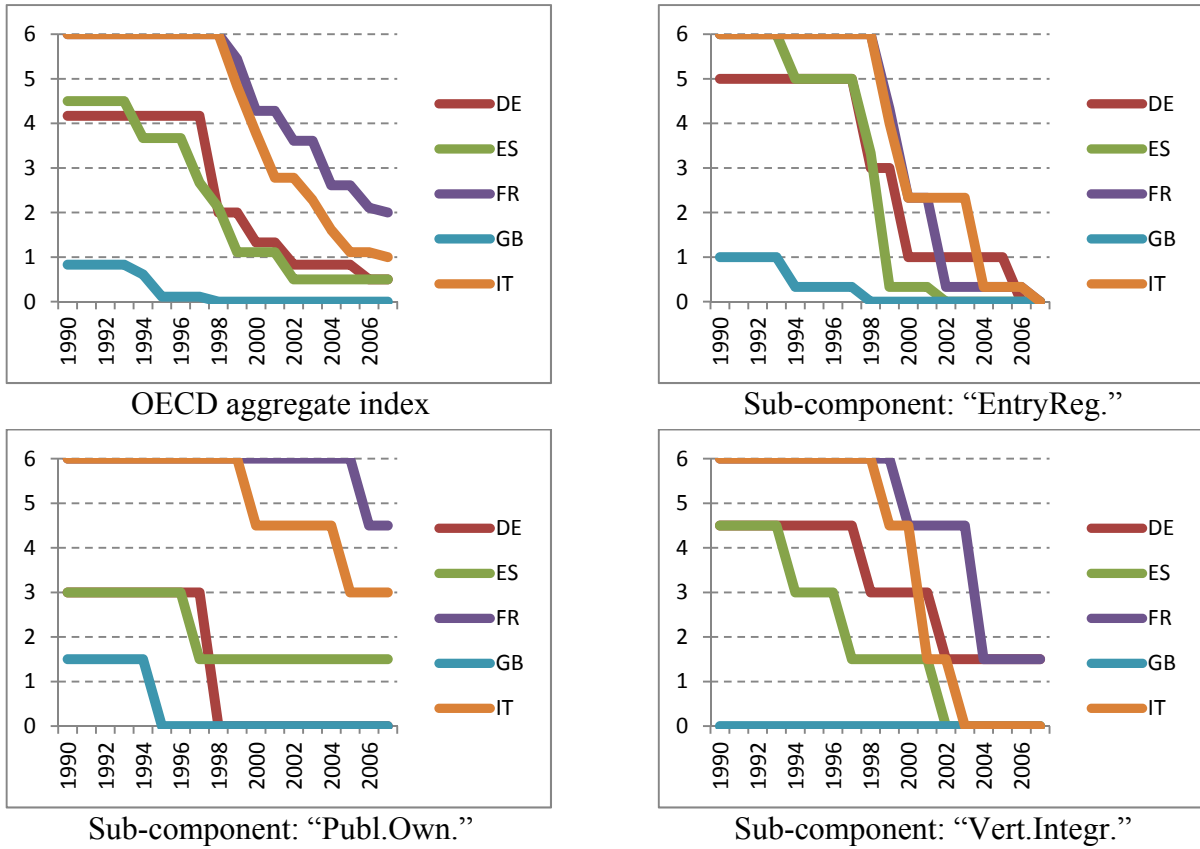 6
5
4
3
2
1
0
1990
1992
1994
1996
1998
2000
2002
2004
2006
DE
ES
FR
GB
IT
OECD aggregate index
6
5
4
3
2
1
0
1990
1992
1994
1996
1998
2000
2002
2004
2006
DE
ES
FR
GB
IT
Sub-component: “EntryReg.”
6
5
4
3
2
1
0
1990
1992
1994
1996
1998
2000
2002
2004
2006
DE
ES
FR
GB
IT
Sub-component: “Publ.Own.”
6
5
4
3
2
1
0
1990
1992
1994
1996
1998
2000
2002
2004
2006
DE
ES
FR
GB
IT
Sub-component: “Vert.Integr.”